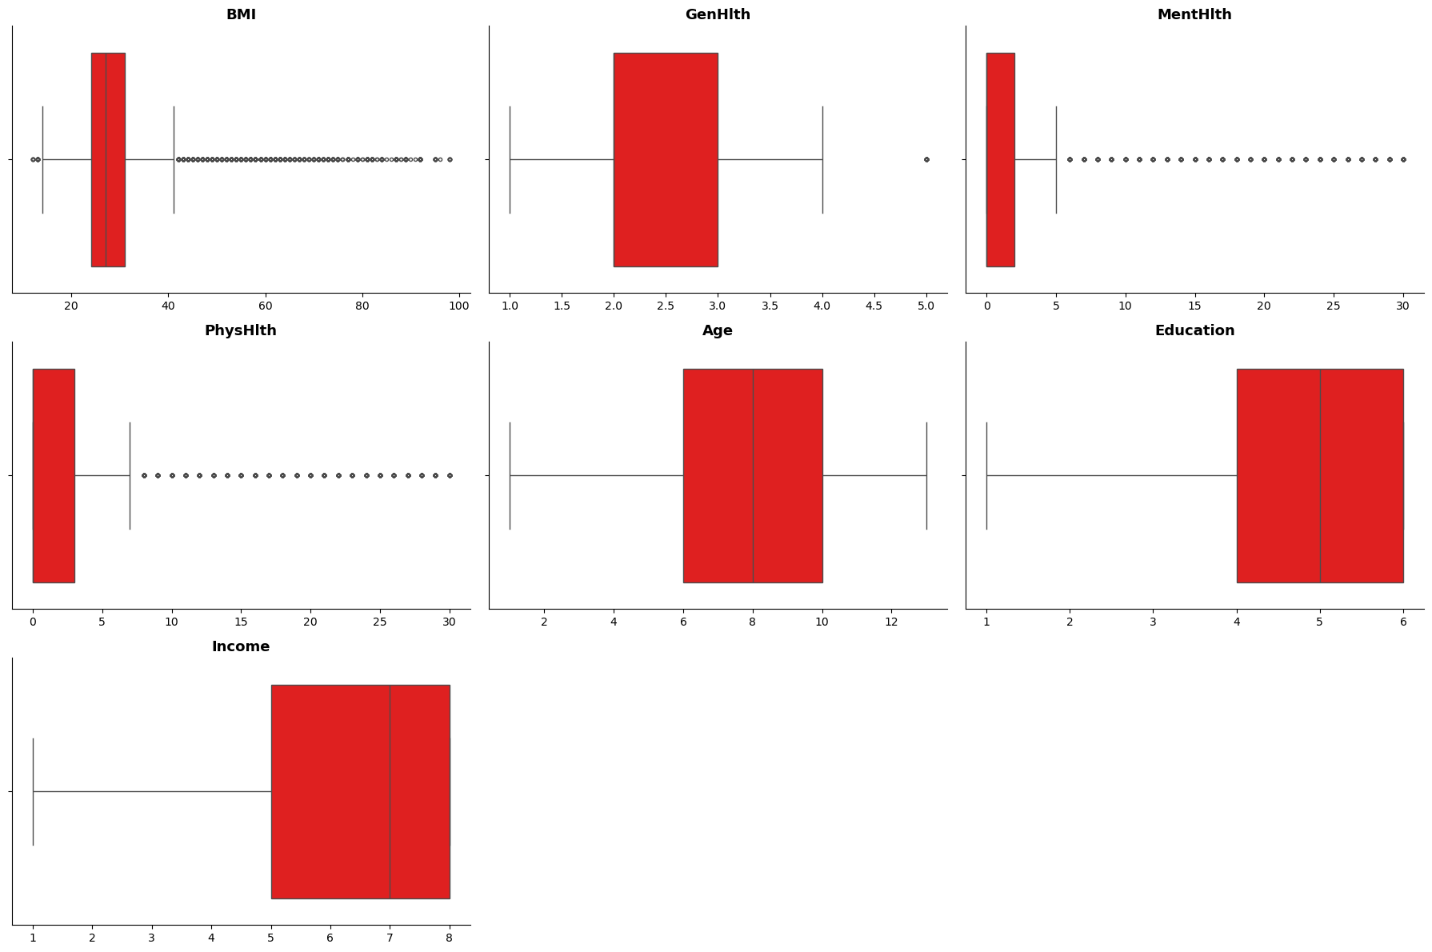 BMI GenHlth MentHlth
20 40 60 80 100 1.0 1.5 2.0 2.5 3.0 3.5 4.0 4.5 5.0 0 5 10 15 20 25 30
PhysHlth Age Education
0 5 10 15 20 25 30 2 4 6 8 10 12 1 2 3 4 5 6
Income
1 2 3 4 5 6 7 8